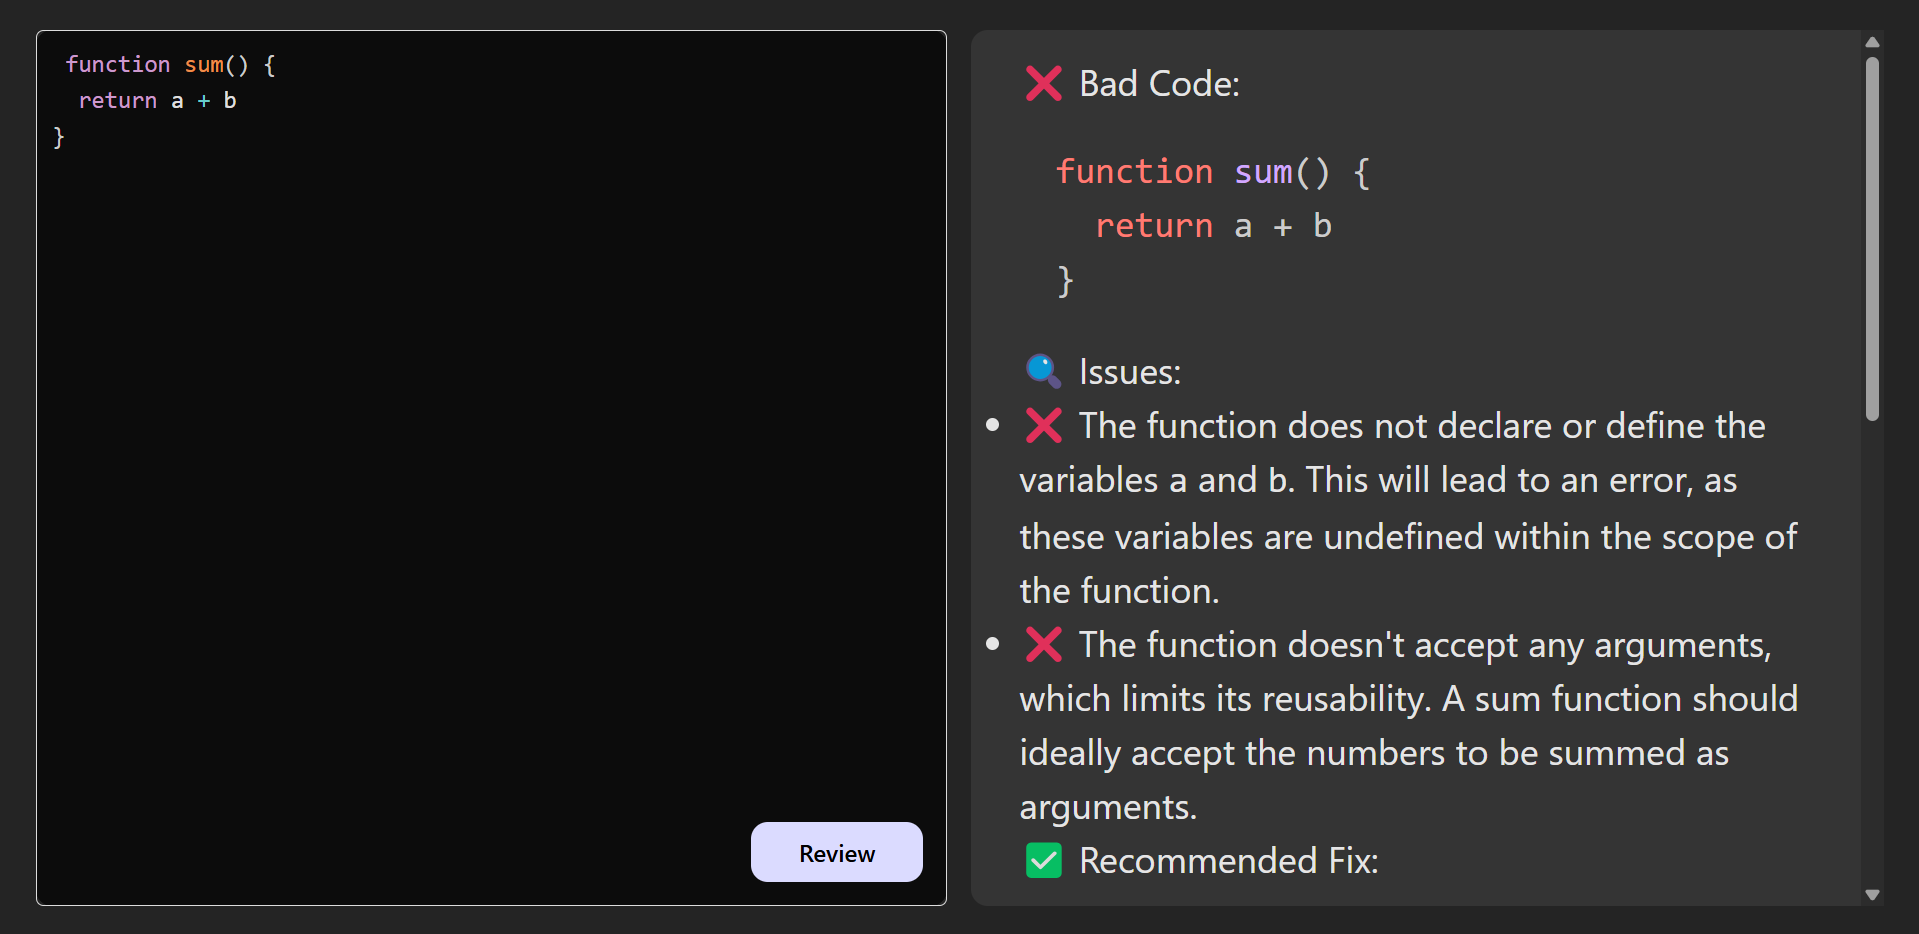 function sum() {
return a + b
}
Review
❌ Bad Code:
function sum() {
return a + b
}
🔍 Issues:
• ❌ The function does not declare or define the
variables a and b. This will lead to an error, as
these variables are undefined within the scope of
the function.
• ❌ The function doesn't accept any arguments,
which limits its reusability. A sum function should
ideally accept the numbers to be summed as
arguments.
✅ Recommended Fix: